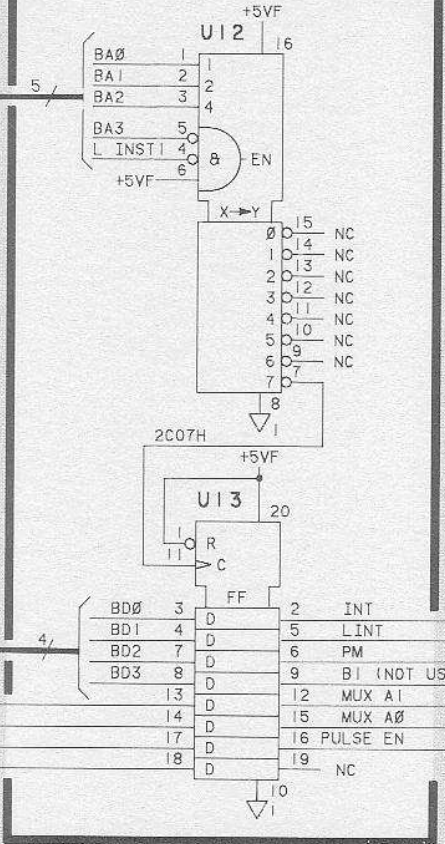 +5VF
U12
16
BAØ 1 1
BA1 2 2
5 BA2 3 4
BA3 5
L INST1 4 & EN
+5VF 6
X→Y
Ø 15 NC
1 14 NC
2 13 NC
3 12 NC
4 11 NC
5 10 NC
6 9 NC
7 7
8
1
2C07H
+5VF
U13
20
1 R
11 C
FF
BDØ 3 D 2 INT
BD1 4 D 5 LINT
4 BD2 7 D 6 PM
BD3 8 D 9 B1 (NOT US
13 D 12 MUX A1
14 D 15 MUX AØ
17 D 16 PULSE EN
18 D 19 NC
10
1